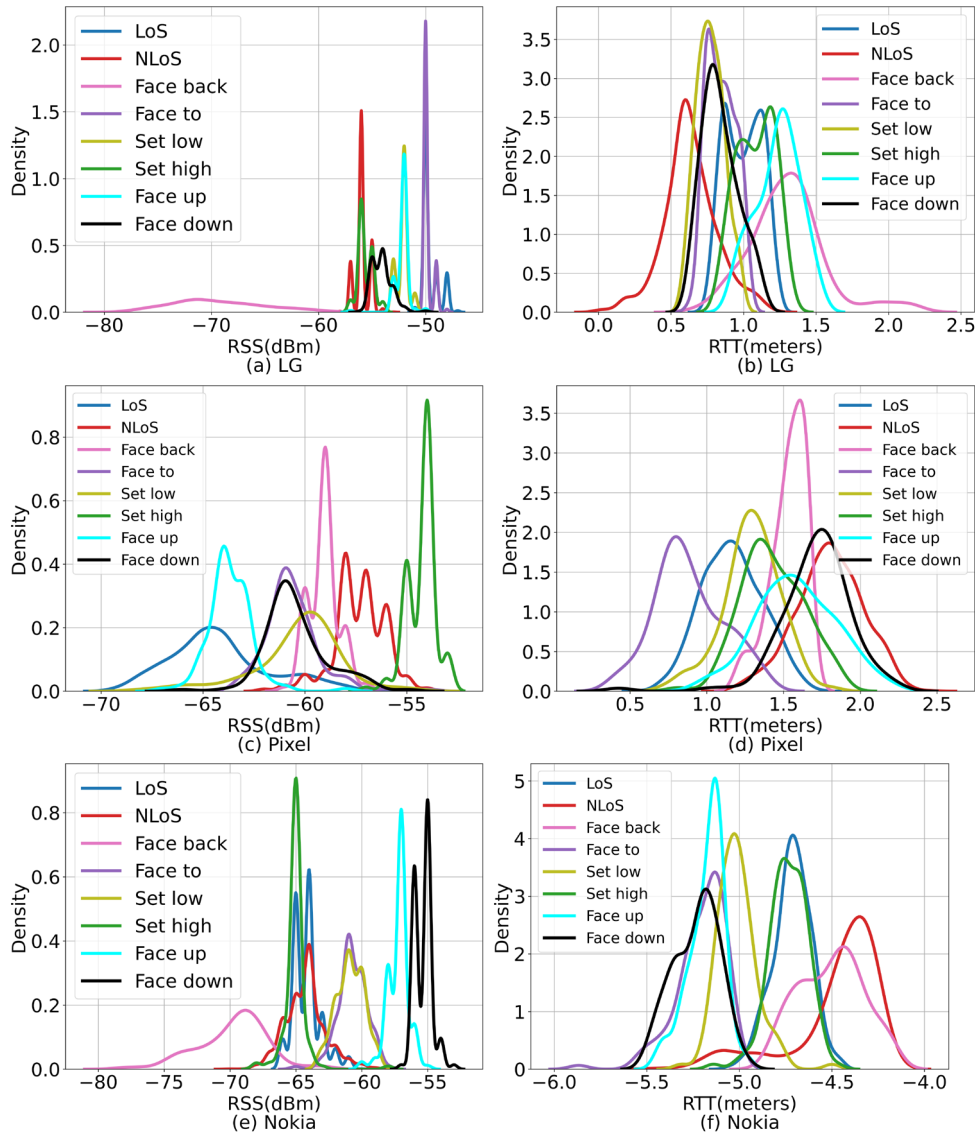 LoS
NLoS
Face back
Face to
Set low
Set high
Face up
Face down
Density
2.0
1.5
1.0
0.5
0.0
−80
−70
−60
−50
RSS(dBm)
(a) LG
LoS
NLoS
Face back
Face to
Set low
Set high
Face up
Face down
Density
3.5
3.0
2.5
2.0
1.5
1.0
0.5
0.0
0.0
0.5
1.0
1.5
2.0
2.5
RTT(meters)
(b) LG
LoS
NLoS
Face back
Face to
Set low
Set high
Face up
Face down
Density
0.8
0.6
0.4
0.2
0.0
−70
−65
−60
−55
RSS(dBm)
(c) Pixel
LoS
NLoS
Face back
Face to
Set low
Set high
Face up
Face down
Density
3.5
3.0
2.5
2.0
1.5
1.0
0.5
0.0
0.5
1.0
1.5
2.0
2.5
RTT(meters)
(d) Pixel
LoS
NLoS
Face back
Face to
Set low
Set high
Face up
Face down
Density
0.8
0.6
0.4
0.2
0.0
−80
−75
−70
−65
−60
−55
RSS(dBm)
(e) Nokia
LoS
NLoS
Face back
Face to
Set low
Set high
Face up
Face down
Density
5
4
3
2
1
0
−6.0
−5.5
−5.0
−4.5
−4.0
RTT(meters)
(f) Nokia